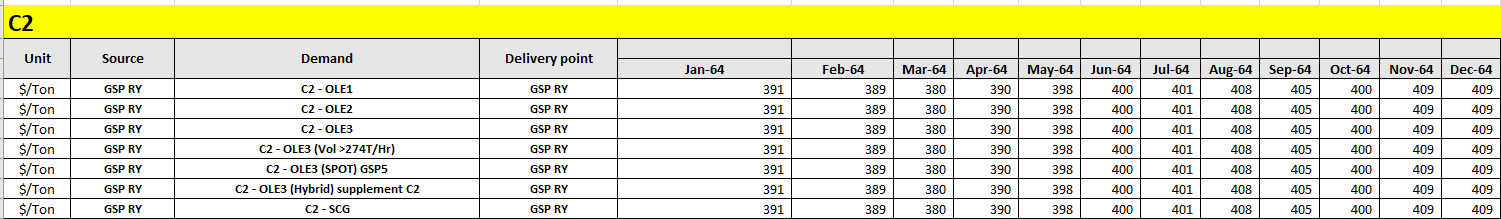 C2
Unit Source Demand Delivery point Jan-64 Feb-64 Mar-64 Apr-64 May-64 Jun-64 Jul-64 Aug-64 Sep-64 Oct-64 Nov-64 Dec-64
$/Ton GSP RY C2 - OLE1 GSP RY 391 389 380 390 398 400 401 408 405 400 409 409
$/Ton GSP RY C2 - OLE2 GSP RY 391 389 380 390 398 400 401 408 405 400 409 409
$/Ton GSP RY C2 - OLE3 GSP RY 391 389 380 390 398 400 401 408 405 400 409 409
$/Ton GSP RY C2 - OLE3 (Vol >274T/Hr) GSP RY 391 389 380 390 398 400 401 408 405 400 409 409
$/Ton GSP RY C2 - OLE3 (SPOT) GSP5 GSP RY 391 389 380 390 398 400 401 408 405 400 409 409
$/Ton GSP RY C2 - OLE3 (Hybrid) supplement C2 GSP RY 391 389 380 390 398 400 401 408 405 400 409 409
$/Ton GSP RY C2 - SCG GSP RY 391 389 380 390 398 400 401 408 405 400 409 409